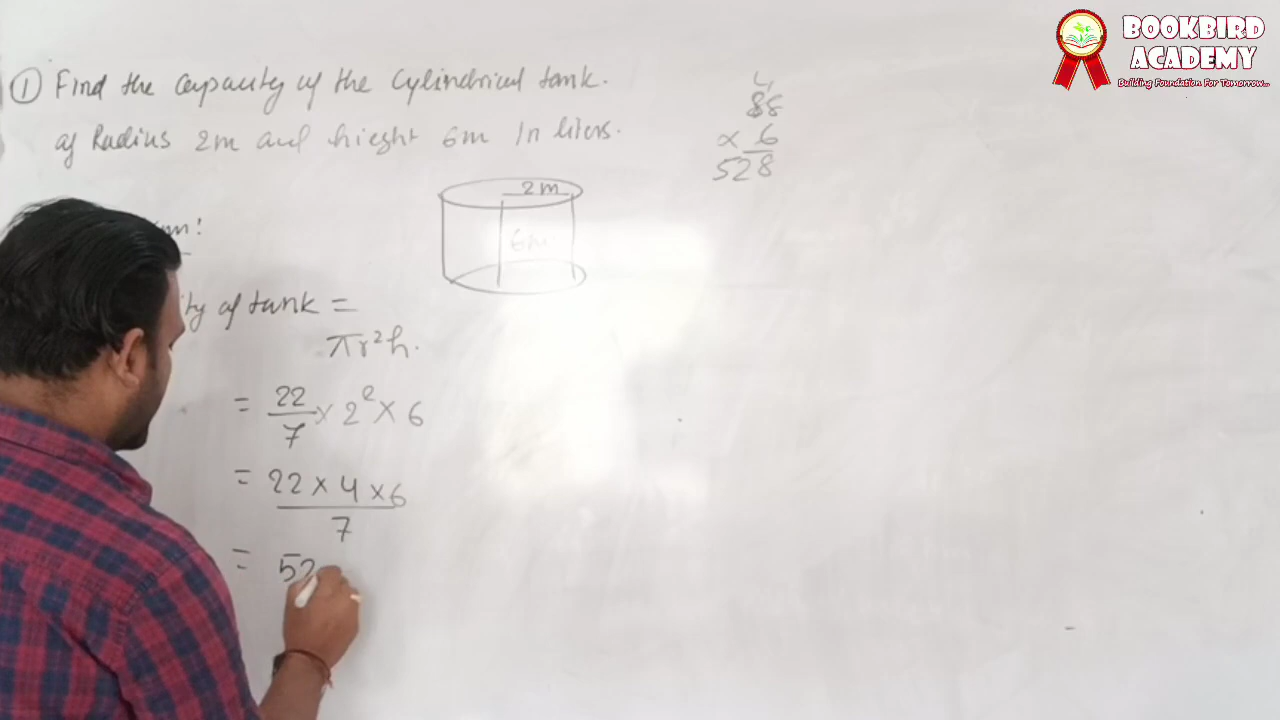 ① Find the capacity of the cylindrical tank.
of Radius 2m and hieght 6m In liters.
4
88
× 6
528
2m
6m
ity of tank =
πr²h.
= 22/7 × 2² × 6
= 22 × 4 × 6
7
= 52
BOOKBIRD
ACADEMY
Building Foundation For Tomorrow...